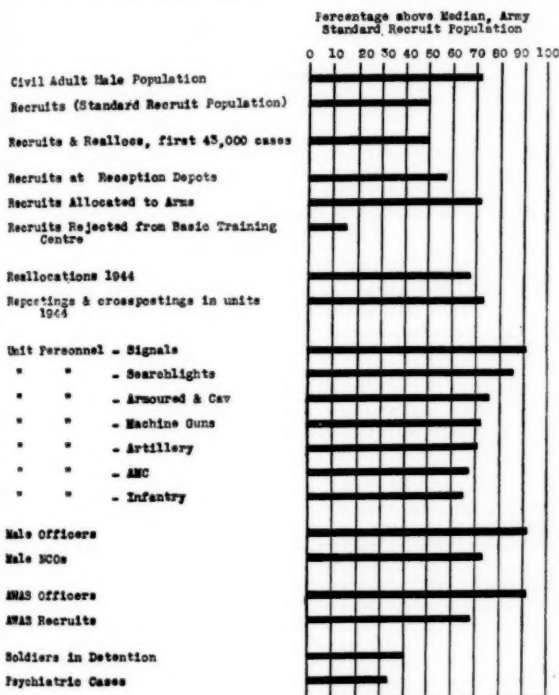 Percentage above Median, Army
Standard Recruit Population
0 10 20 30 40 50 60 70 80 90 100
Civil Adult Male Population
Recruits (Standard Recruit Population)
Recruits & Reallocs, first 43,000 cases
Recruits at Reception Depots
Recruits Allocated to Arms
Recruits Rejected from Basic Training
Centre
Reallocations 1944
Repostings & crosspostings in units
1944
Unit Personnel - Signals
" " - Searchlights
" " - Armoured & Cav
" " - Machine Guns
" " - Artillery
" " - AMC
" " - Infantry
Male Officers
Male NCOs
AWAS Officers
AWAS Recruits
Soldiers in Detention
Psychiatric Cases